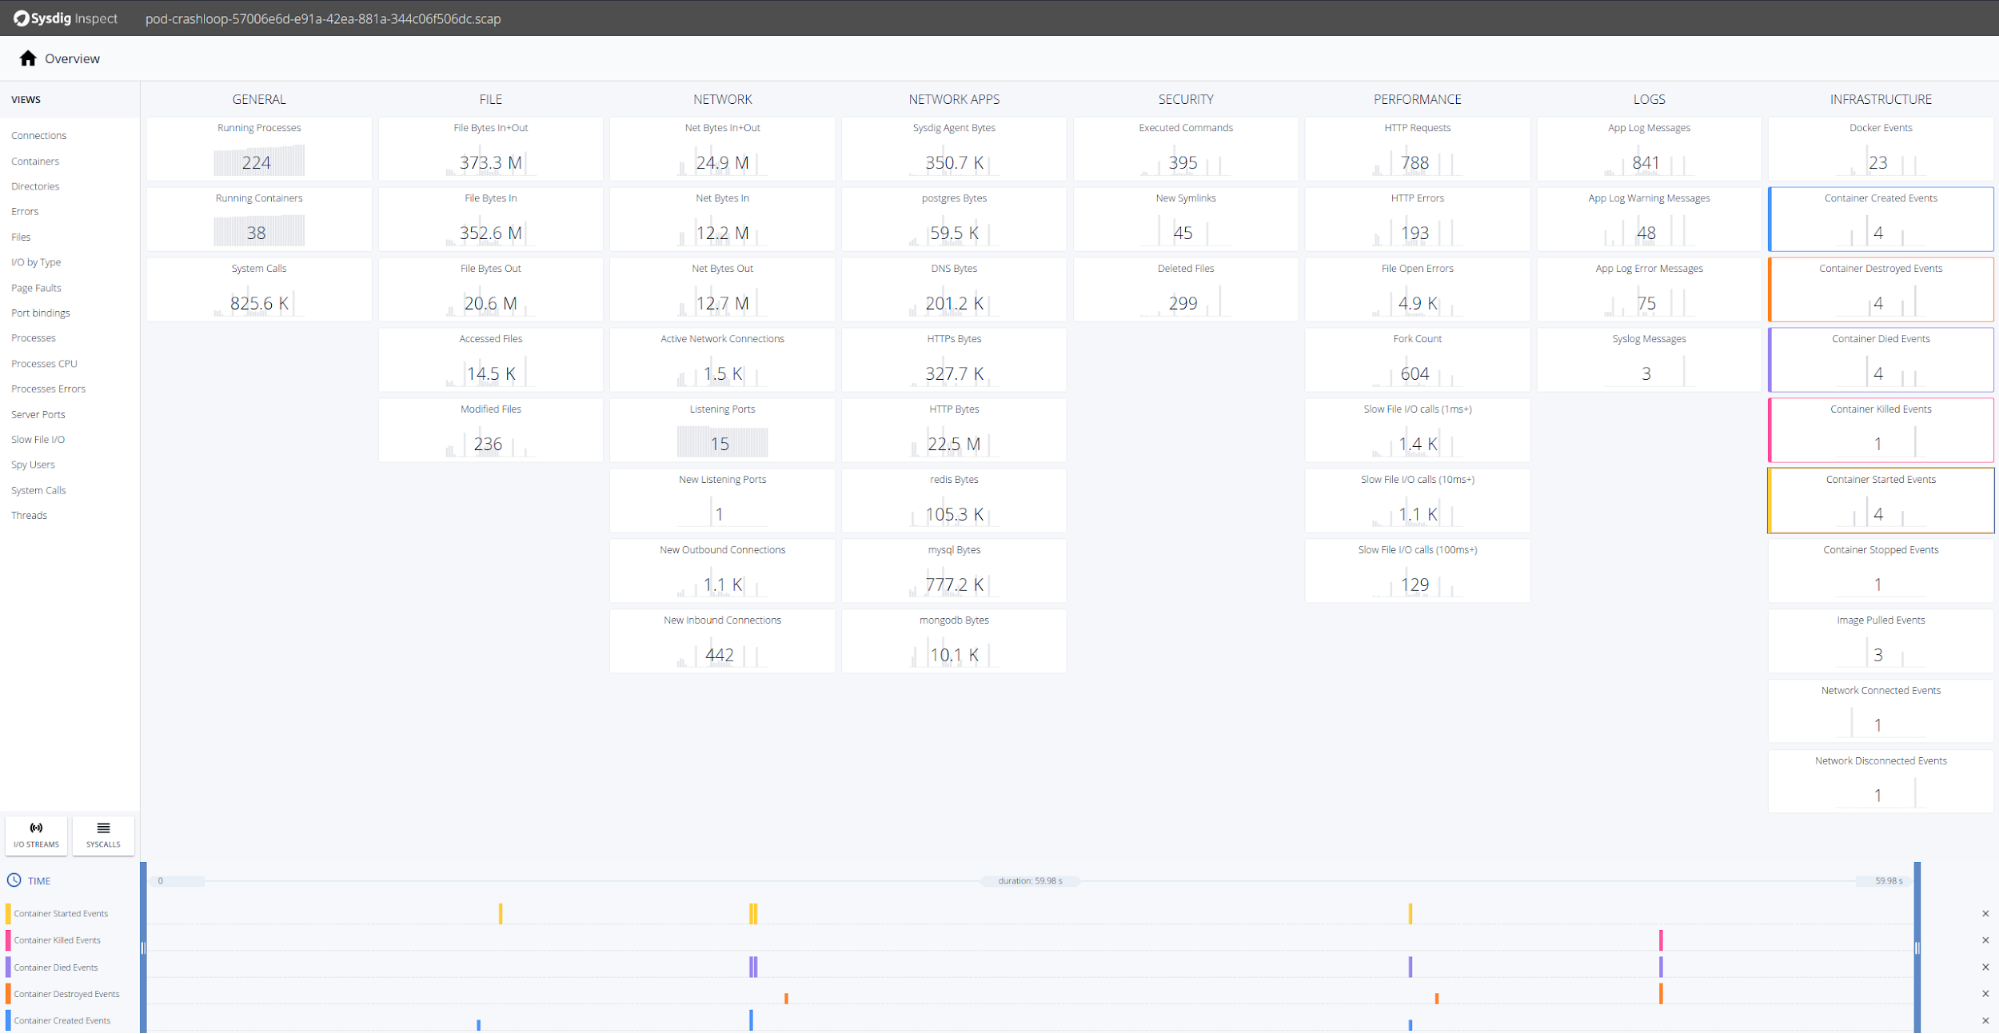 Sysdig Inspect pod-crashloop-57006e6d-e91a-42ea-881a-344c06f506dc.scap
Overview
VIEWS
Connections
Containers
Directories
Errors
Files
I/O by Type
Page Faults
Port bindings
Processes
Processes CPU
Processes Errors
Server Ports
Slow File I/O
Spy Users
System Calls
Threads
GENERAL
Running Processes
224
Running Containers
38
System Calls
825.6 K
FILE
File Bytes In+Out
373.3 M
File Bytes In
352.6 M
File Bytes Out
20.6 M
Accessed Files
14.5 K
Modified Files
236
NETWORK
Net Bytes In+Out
24.9 M
Net Bytes In
12.2 M
Net Bytes Out
12.7 M
Active Network Connections
1.5 K
Listening Ports
15
New Listening Ports
1
New Outbound Connections
1.1 K
New Inbound Connections
442
NETWORK APPS
Sysdig Agent Bytes
350.7 K
postgres Bytes
59.5 K
DNS Bytes
201.2 K
HTTPs Bytes
327.7 K
HTTP Bytes
22.5 M
redis Bytes
105.3 K
mysql Bytes
777.2 K
mongodb Bytes
10.1 K
SECURITY
Executed Commands
395
New Symlinks
45
Deleted Files
299
PERFORMANCE
HTTP Requests
788
HTTP Errors
193
File Open Errors
4.9 K
Fork Count
604
Slow File I/O calls (1ms+)
1.4 K
Slow File I/O calls (10ms+)
1.1 K
Slow File I/O calls (100ms+)
129
LOGS
App Log Messages
841
App Log Warning Messages
48
App Log Error Messages
75
Syslog Messages
3
INFRASTRUCTURE
Docker Events
23
Container Created Events
4
Container Destroyed Events
4
Container Died Events
4
Container Killed Events
1
Container Started Events
4
Container Stopped Events
1
Image Pulled Events
3
Network Connected Events
1
Network Disconnected Events
1
I/O STREAMS
SYSCALLS
TIME
0
duration: 59.98 s
59.98 s
Container Started Events
Container Killed Events
Container Died Events
Container Destroyed Events
Container Created Events